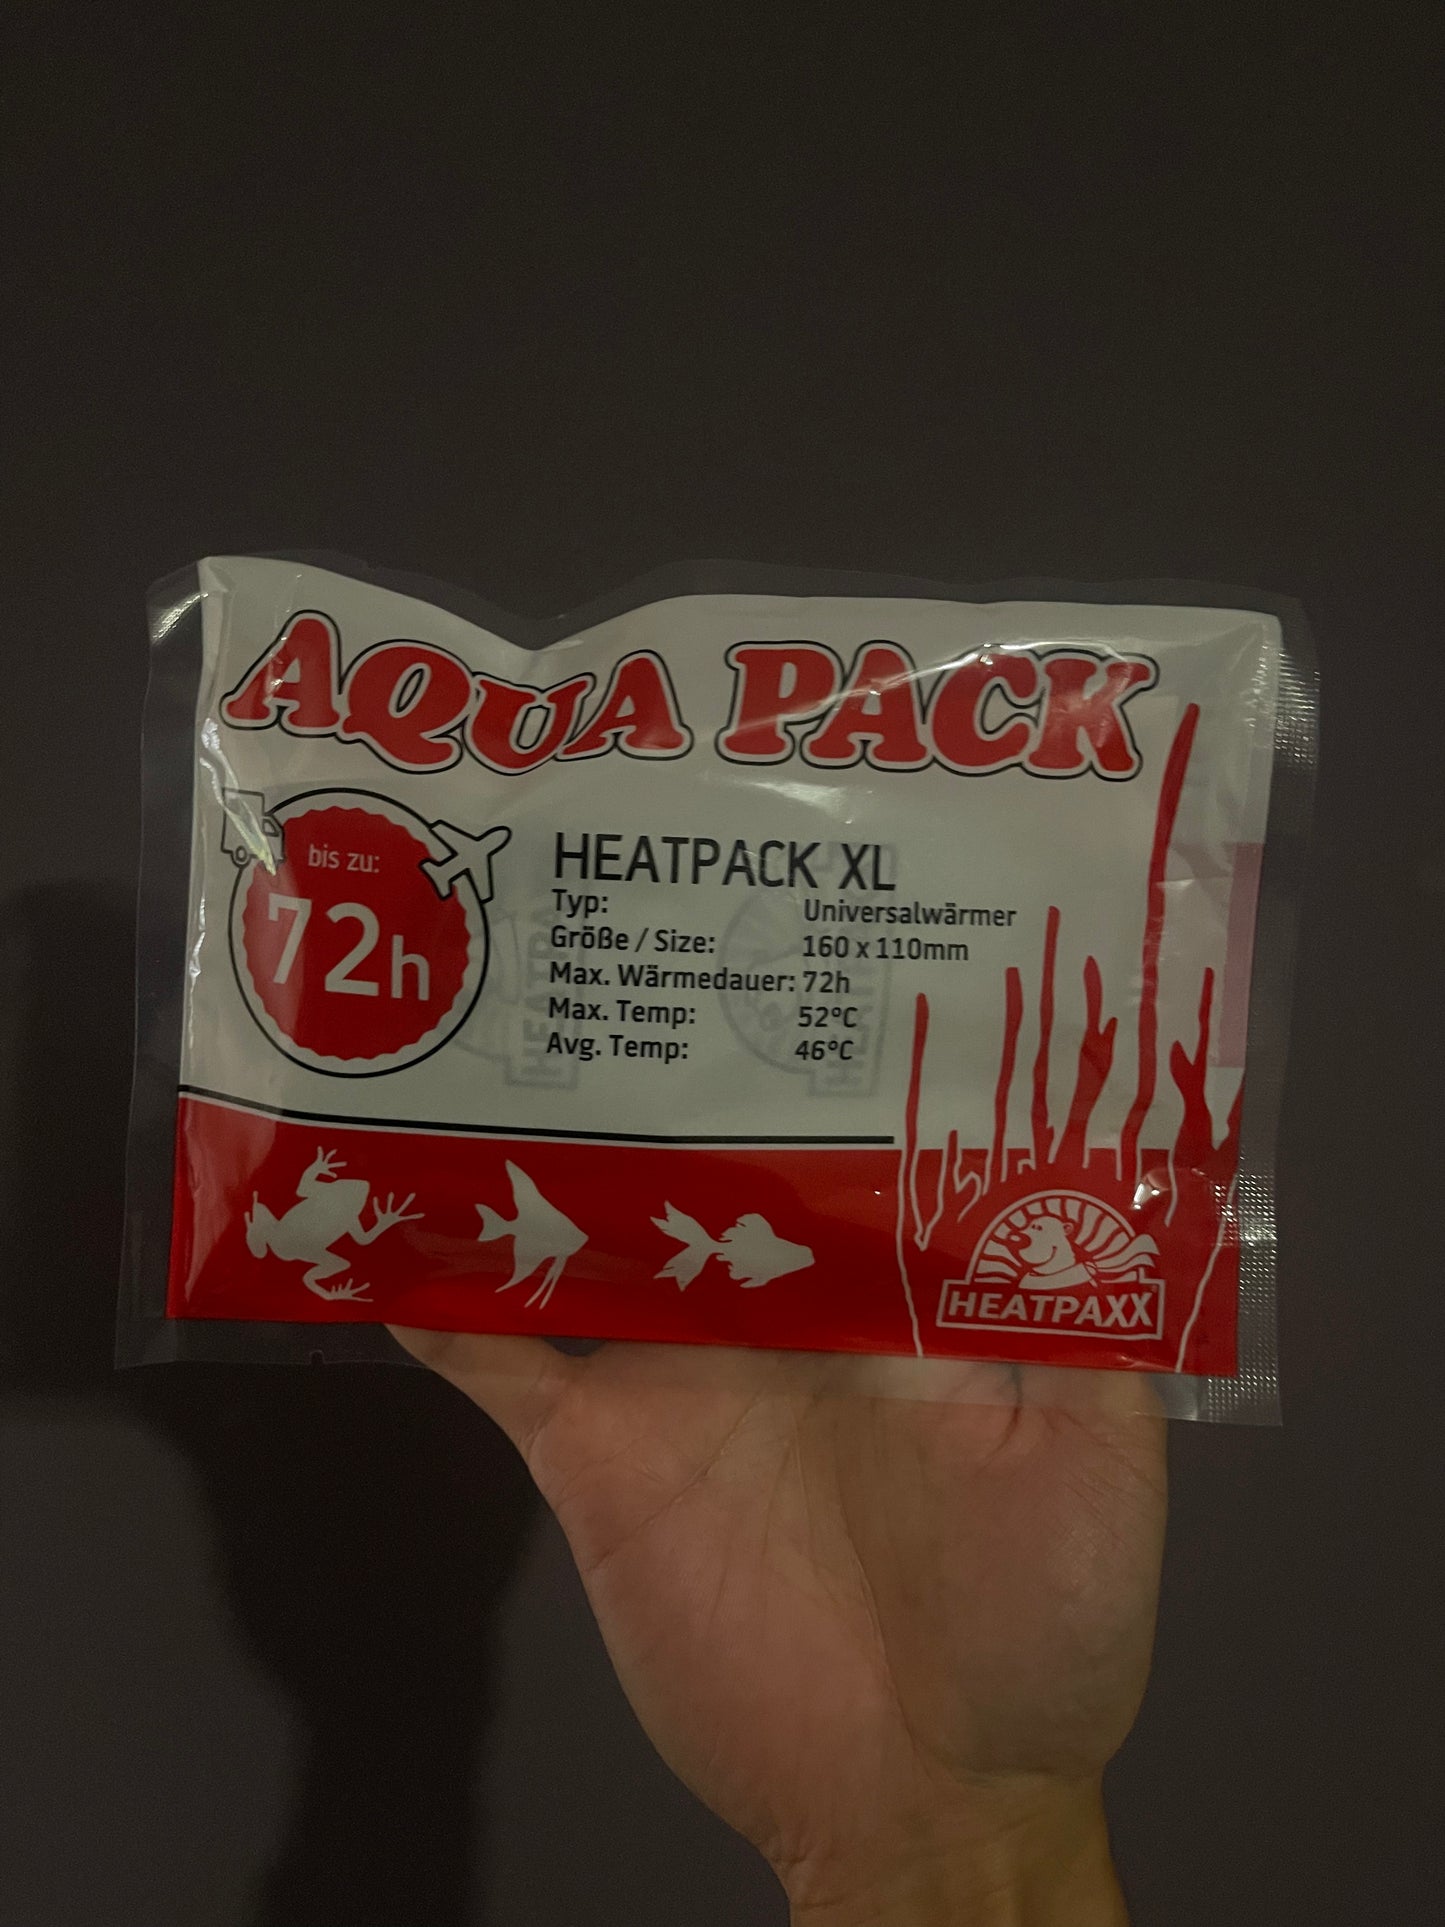 AQUA PACK
bis zu:
72h
HEATPACK XL
Typ: Universalwärmer
Größe / Size: 160 x 110mm
Max. Wärmedauer: 72h
Max. Temp: 52°C
Avg. Temp: 46°C
HEATPAXX